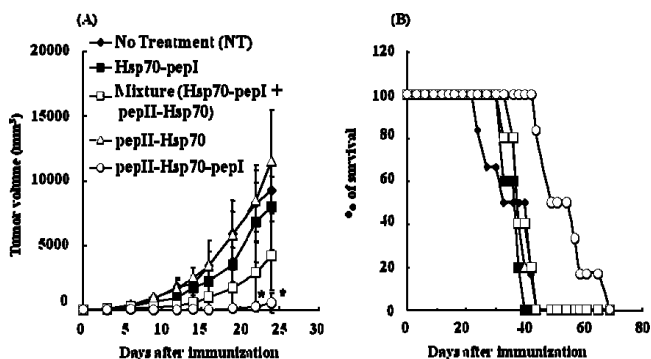 (A)
(B)
No Treatment (NT)
Hsp70-pepI
Mixture (Hsp70-pepI +
pepII-Hsp70)
pepII-Hsp70
pepII-Hsp70-pepI
Tumor volume (mm³)
20000
15000
10000
5000
0
* *
0 5 10 15 20 25 30
Days after immunization
% of survival
120
100
80
60
40
20
0
0 20 40 60 80
Days after immunization